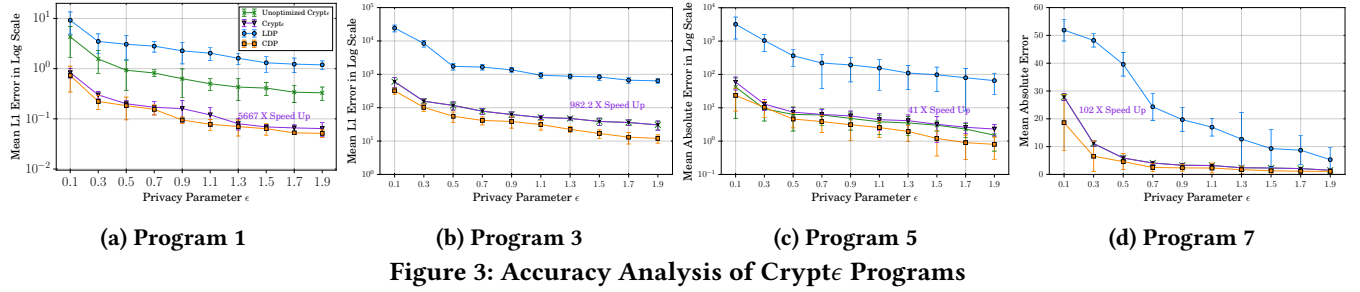 Mean L1 Error in Log Scale
10^1
10^0
10^-1
10^-2
Unoptimized Cryptϵ
Cryptϵ
LDP
CDP
5667 X Speed Up
0.1 0.3 0.5 0.7 0.9 1.1 1.3 1.5 1.7 1.9
Privacy Parameter ϵ
(a) Program 1
Mean L1 Error in Log Scale
10^5
10^4
10^3
10^2
10^1
10^0
982.2 X Speed Up
0.1 0.3 0.5 0.7 0.9 1.1 1.3 1.5 1.7 1.9
Privacy Parameter ϵ
(b) Program 3
Mean Absolute Error in Log Scale
10^4
10^3
10^2
10^1
10^0
10^-1
41 X Speed Up
0.1 0.3 0.5 0.7 0.9 1.1 1.3 1.5 1.7 1.9
Privacy Parameter ϵ
(c) Program 5
Mean Absolute Error
60
50
40
30
20
10
0
102 X Speed Up
0.1 0.3 0.5 0.7 0.9 1.1 1.3 1.5 1.7 1.9
Privacy Parameter ϵ
(d) Program 7
Figure 3: Accuracy Analysis of Cryptϵ Programs